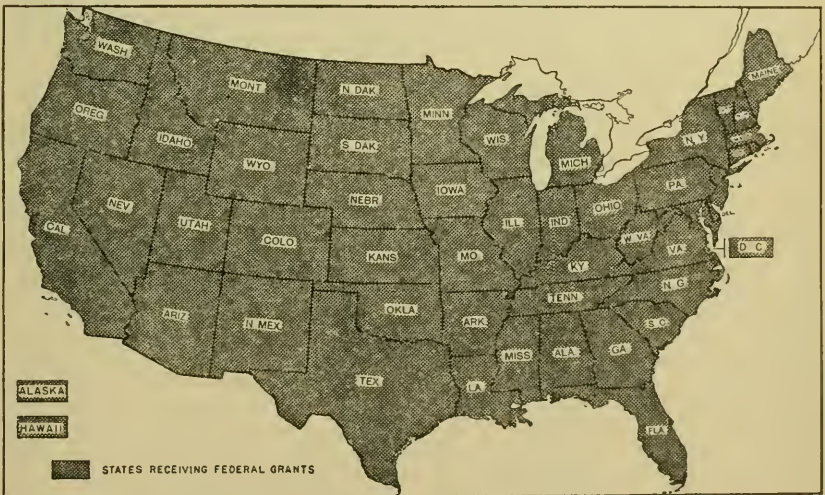 WASH
MONT
N. DAK.
MINN
MAINE
OREG
IDAHO
S. DAK.
WIS.
MICH
N.Y.
WYO
IOWA
NEBR
PA.
NEV
UTAH
COLO
ILL
IND
OHIO
N.J.
CAL
KANS
MO.
W.VA
VA.
DEL
D C
KY
N. C.
TENN
ARIZ
N MEX
OKLA
ARK
S.C.
MISS
ALA.
GA.
TEX
LA
FLA
ALASKA
HAWAII
STATES RECEIVING FEDERAL GRANTS